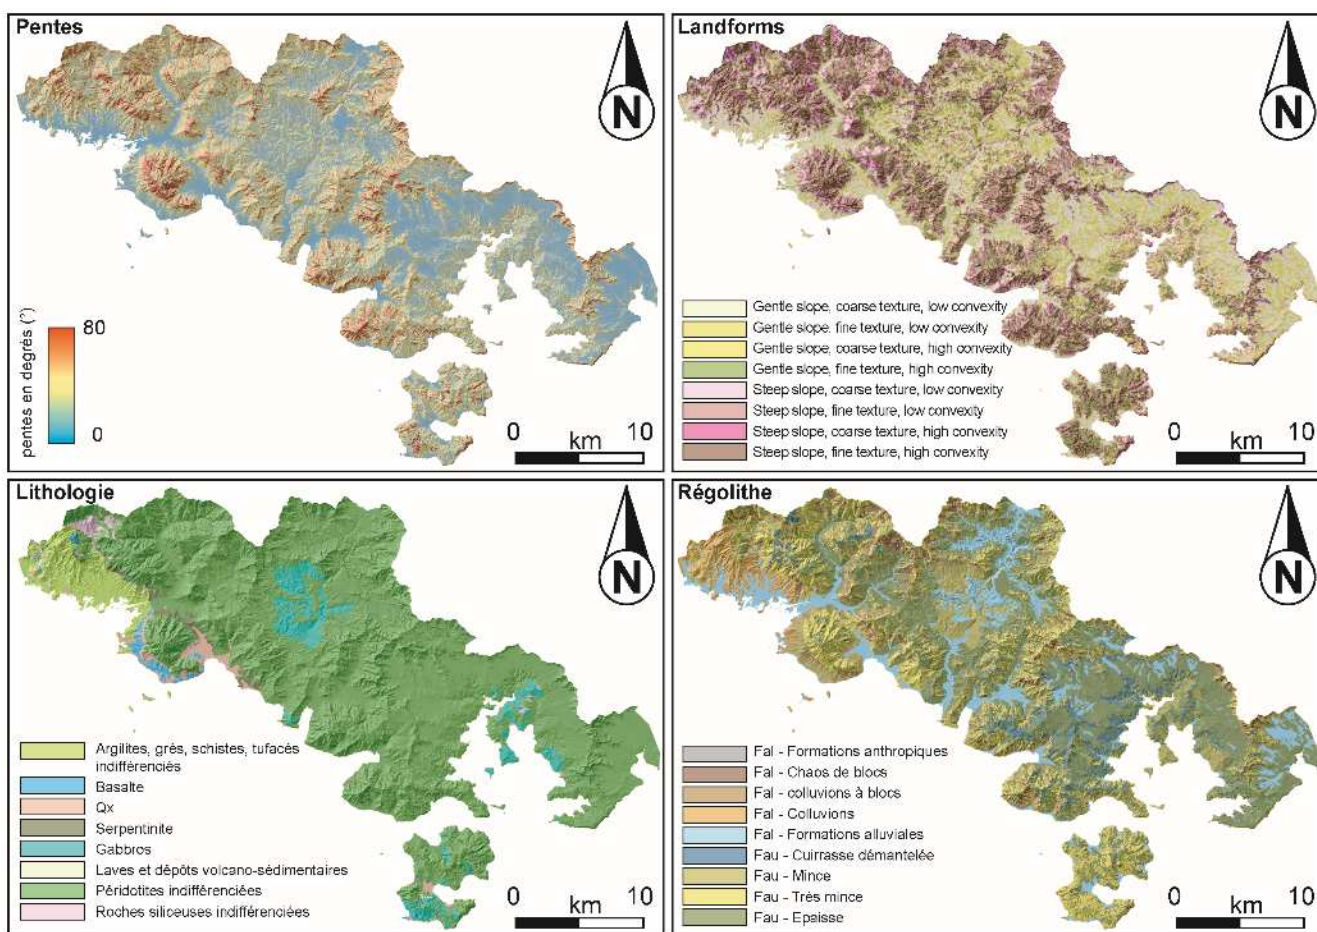 Pentes
N
80
0
pentes en degrés (°)
0 10
km
Landforms
N
Gentle slope, coarse texture, low convexity
Gentle slope, fine texture, low convexity
Gentle slope, coarse texture, high convexity
Gentle slope, fine texture, high convexity
Steep slope, coarse texture, low convexity
Steep slope, fine texture, low convexity
Steep slope, coarse texture, high convexity
Steep slope, fine texture, high convexity
0 10
km
Lithologie
N
Argilites, grés, schistes, tufacés
indifférenciés
Basalte
Qx
Serpentinite
Gabbros
Laves et dépôts volcano-sédimentaires
Péridotites indifférenciées
Roches siliceuses indifférenciées
0 10
km
Régolithe
N
Fal - Formations anthropiques
Fal - Chaos de blocs
Fal - colluvions à blocs
Fal - Colluvions
Fal - Formations alluviales
Fau - Cuirrasse démantelée
Fau - Mince
Fau - Très mince
Fau - Epaisse
0 10
km